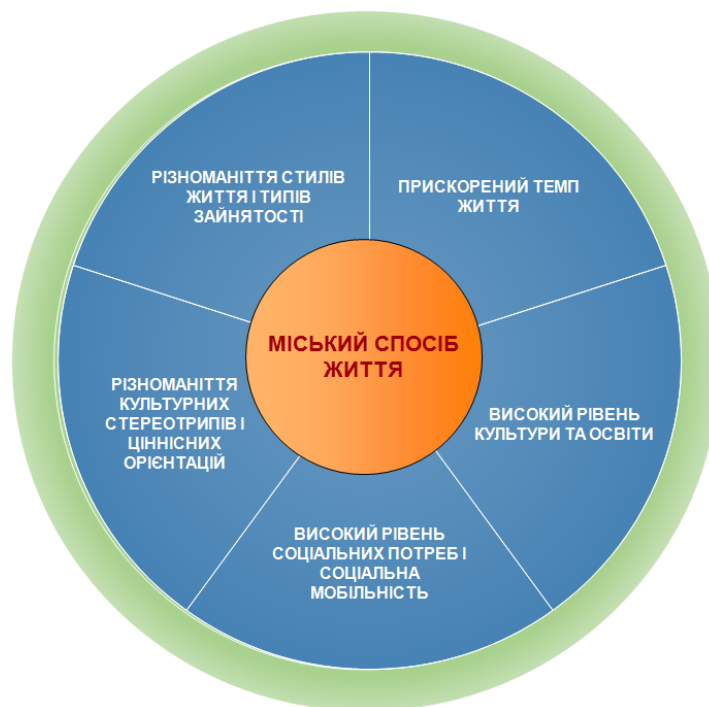 РІЗНОМАНІТТЯ СТИЛІВ
ЖИТТЯ І ТИПІВ
ЗАЙНЯТОСТІ
ПРИСКОРЕНИЙ ТЕМП
ЖИТТЯ
МІСЬКИЙ СПОСІБ
ЖИТТЯ
РІЗНОМАНІТТЯ
КУЛЬТУРНИХ
СТЕРЕОТРИПІВ І
ЦІННІСНИХ
ОРІЄНТАЦІЙ
ВИСОКИЙ РІВЕНЬ
КУЛЬТУРИ ТА ОСВІТИ
ВИСОКИЙ РІВЕНЬ
СОЦІАЛЬНИХ ПОТРЕБ І
СОЦІАЛЬНА
МОБІЛЬНІСТЬ